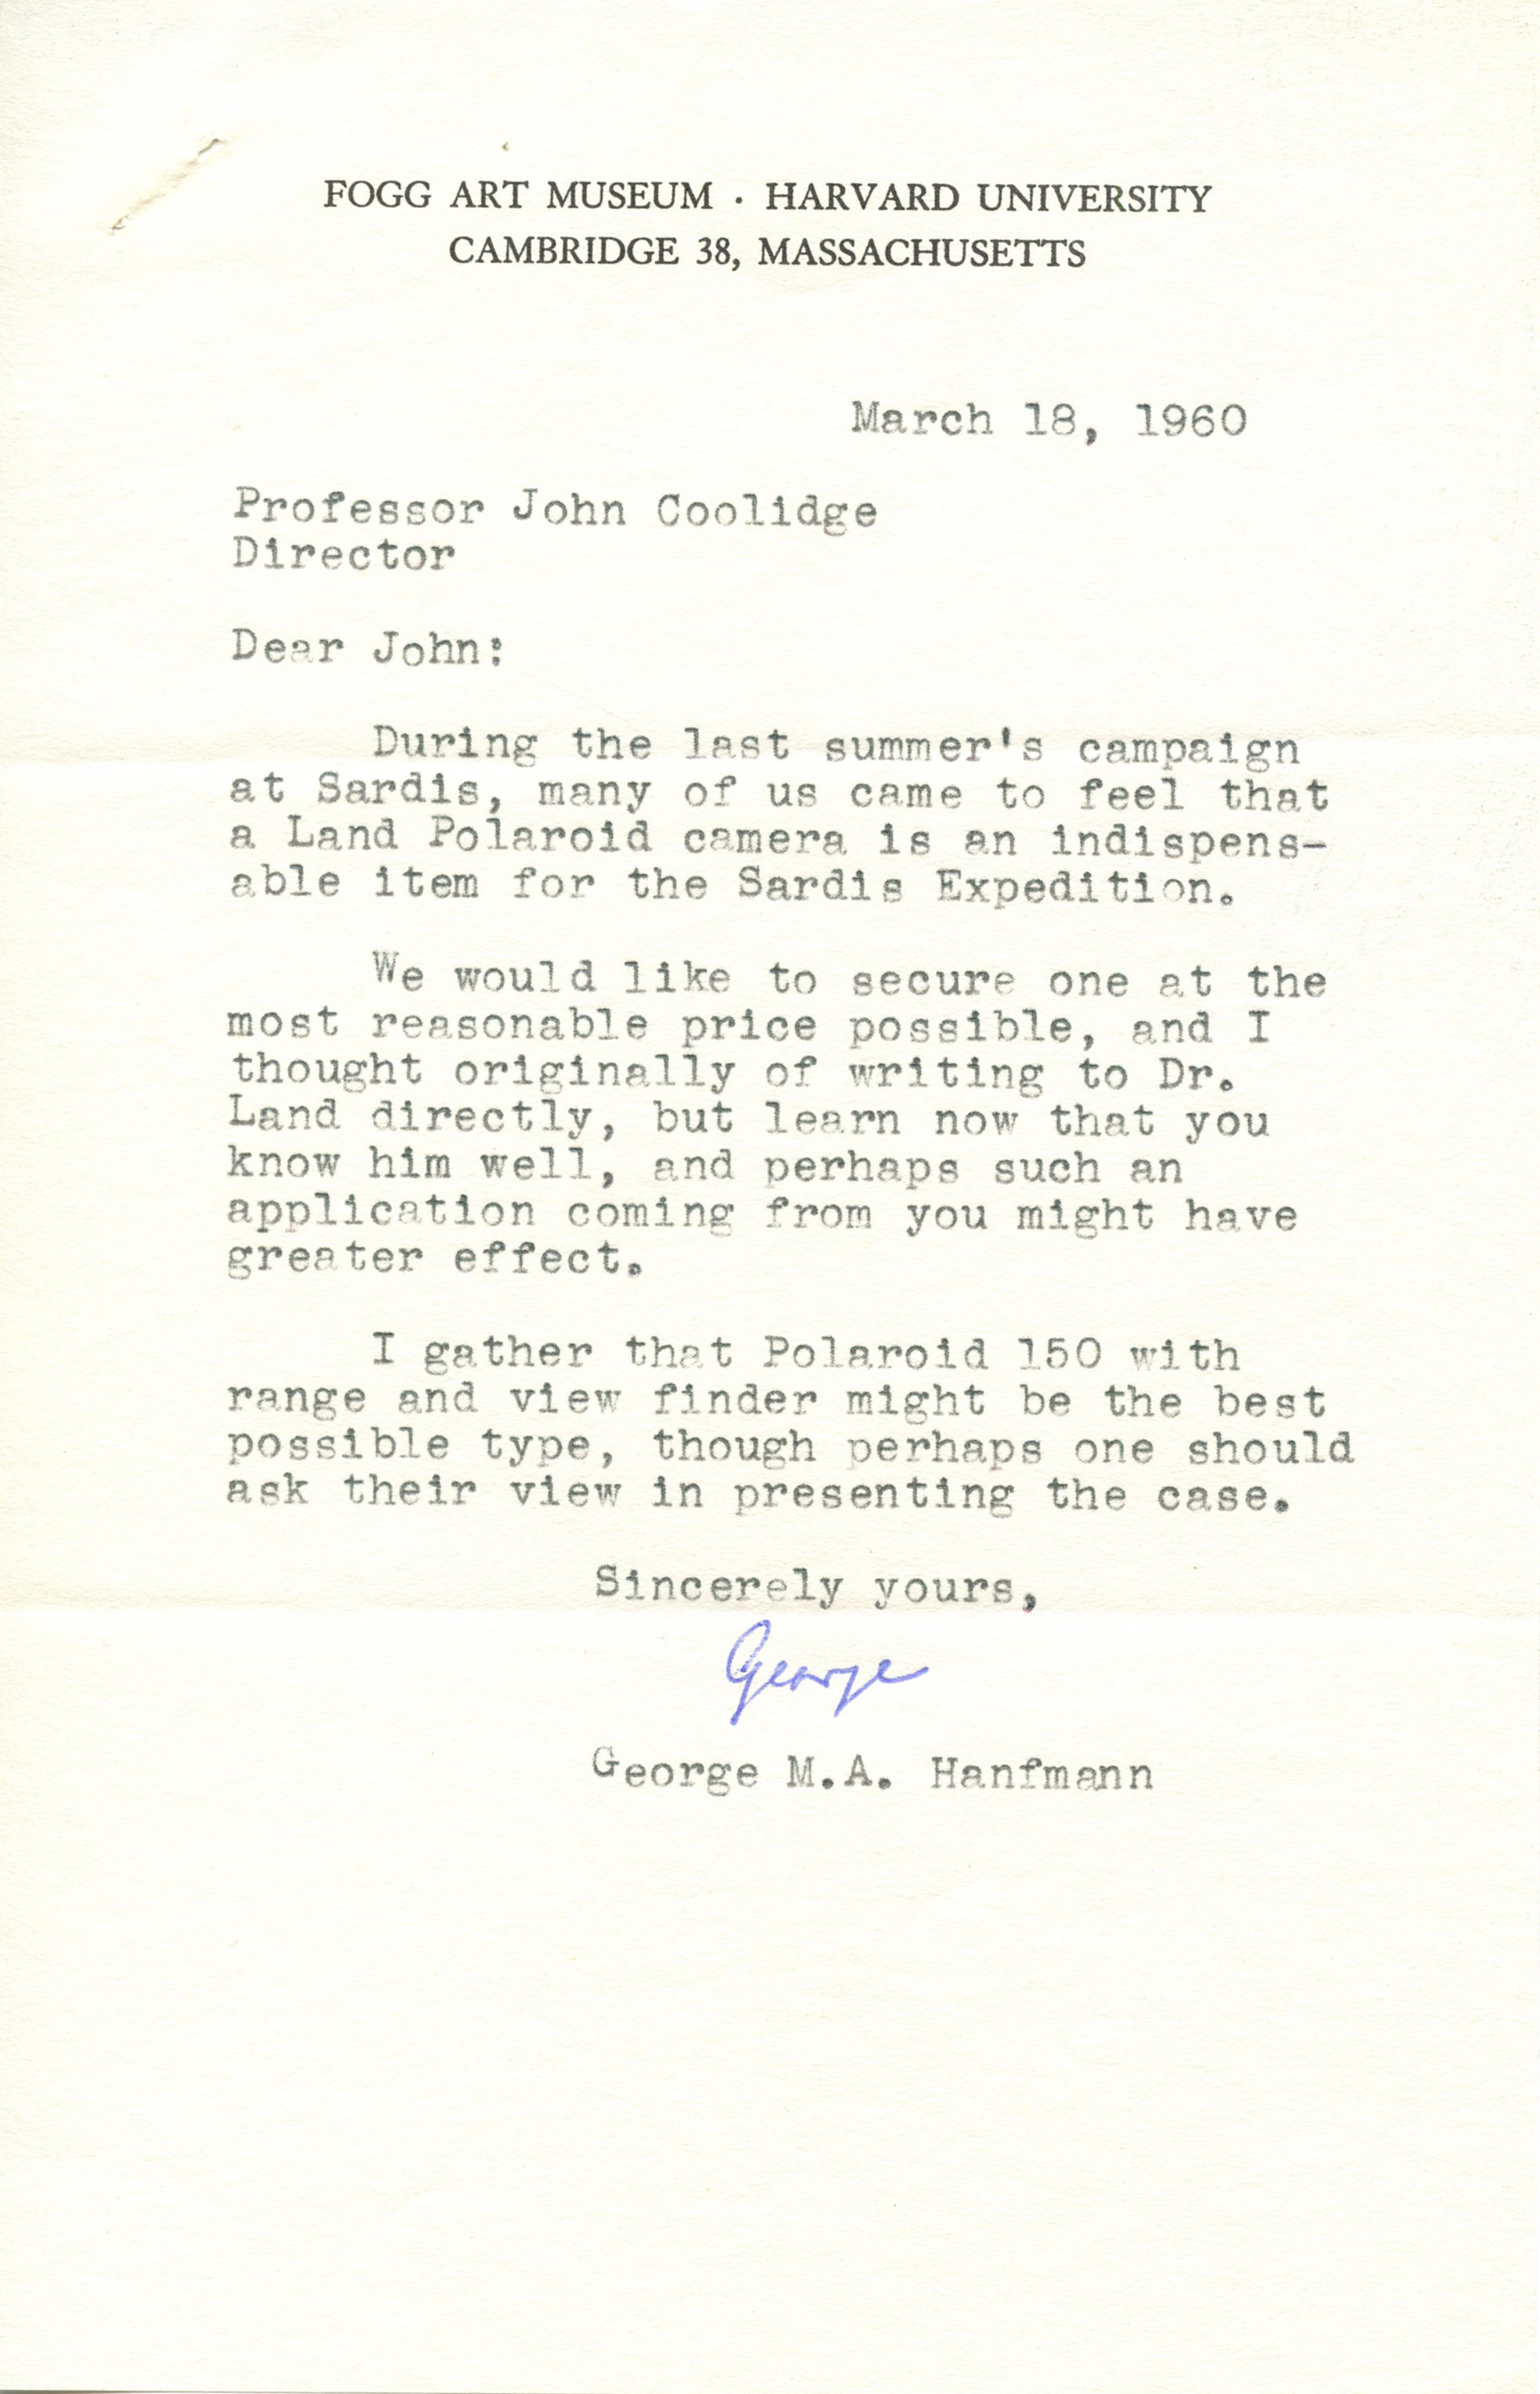 FOGG ART MUSEUM · HARVARD UNIVERSITY
CAMBRIDGE 38, MASSACHUSETTS
March 18, 1960
Professor John Coolidge
Director
Dear John:
During the last summer's campaign
at Sardis, many of us came to feel that
a Land Polaroid camera is an indispens-
able item for the Sardis Expedition.
We would like to secure one at the
most reasonable price possible, and I
thought originally of writing to Dr.
Land directly, but learn now that you
know him well, and perhaps such an
application coming from you might have
greater effect.
I gather that Polaroid 150 with
range and view finder might be the best
possible type, though perhaps one should
ask their view in presenting the case.
Sincerely yours,
George
George M.A. Hanfmann